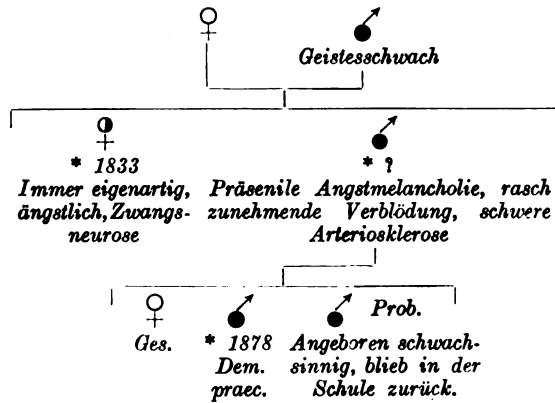 Geistesschwach
* 1833
Immer eigenartig,
ängstlich, Zwangs-
neurose
* ?
Präsenile Angstmelancholie, rasch
zunehmende Verblödung, schwere
Arteriosklerose
Ges.
* 1878
Dem.
praec.
Prob.
Angeboren schwach-
sinnig, blieb in der
Schule zurück.